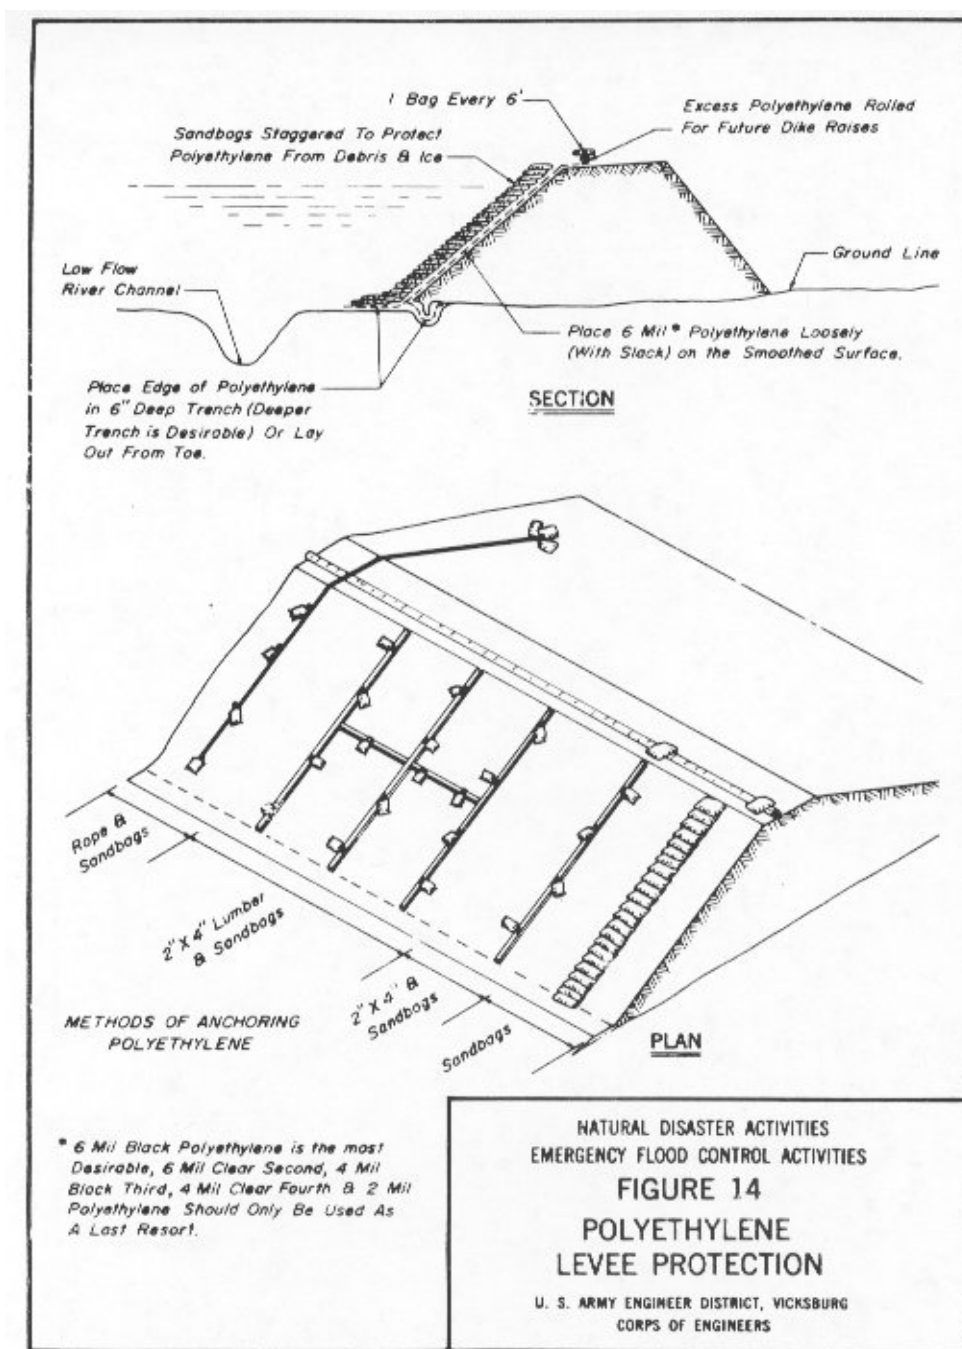 1 Bag Every 6'
Excess Polyethylene Rolled
For Future Dike Raises
Sandbags Staggered To Protect
Polyethylene From Debris & Ice
Ground Line
Low Flow
River Channel
Place 6 Mil* Polyethylene Loosely
(With Slack) on the Smoothed Surface.
Place Edge of Polyethylene
in 6" Deep Trench (Deeper
Trench is Desirable) Or Lay
Out From Toe.
SECTION
Rope &
Sandbags
2" X 4" Lumber
& Sandbags
2" X 4" &
Sandbags
Sandbags
METHODS OF ANCHORING
POLYETHYLENE
PLAN
* 6 Mil Black Polyethylene is the most
Desirable, 6 Mil Clear Second, 4 Mil
Black Third, 4 Mil Clear Fourth & 2 Mil
Polyethylene Should Only Be Used As
A Last Resort.
NATURAL DISASTER ACTIVITIES
EMERGENCY FLOOD CONTROL ACTIVITIES
FIGURE 14
POLYETHYLENE
LEVEE PROTECTION
U. S. ARMY ENGINEER DISTRICT, VICKSBURG
CORPS OF ENGINEERS